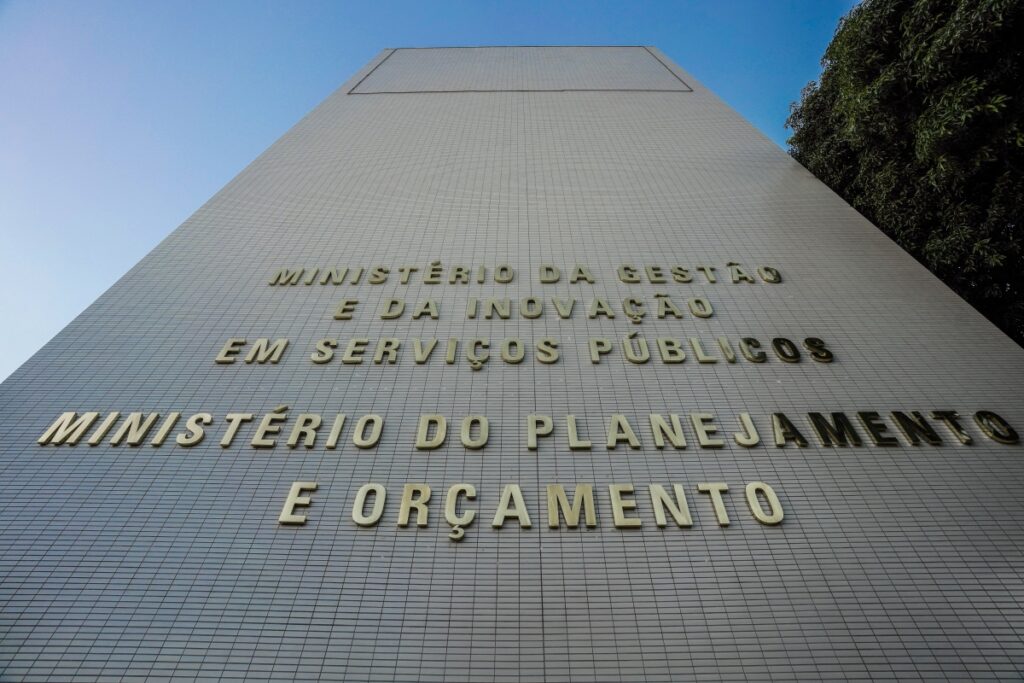 MINISTÉRIO DA GESTÃO
E DA INOVAÇÃO
EM SERVIÇOS PÚBLICOS
MINISTÉRIO DO PLANEJAMENTO
E ORÇAMENTO